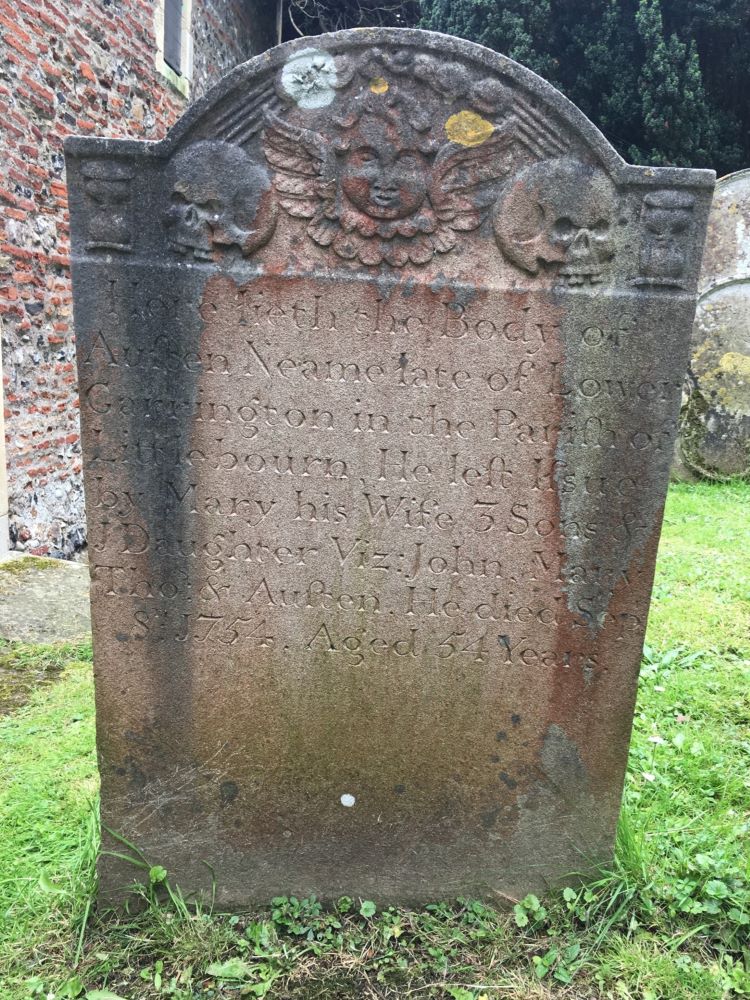 Here lieth the Body of
Auſten Neame late of Lower
Garrington in the Pariſh of
Littlebourn, He left Iſsue
by Mary his Wife 3 Sons &
1 Daughter Viz: John, Mary
Thoˢ: & Auſten. He died Sep.
8ᵗ: 1754. Aged 54 Years.